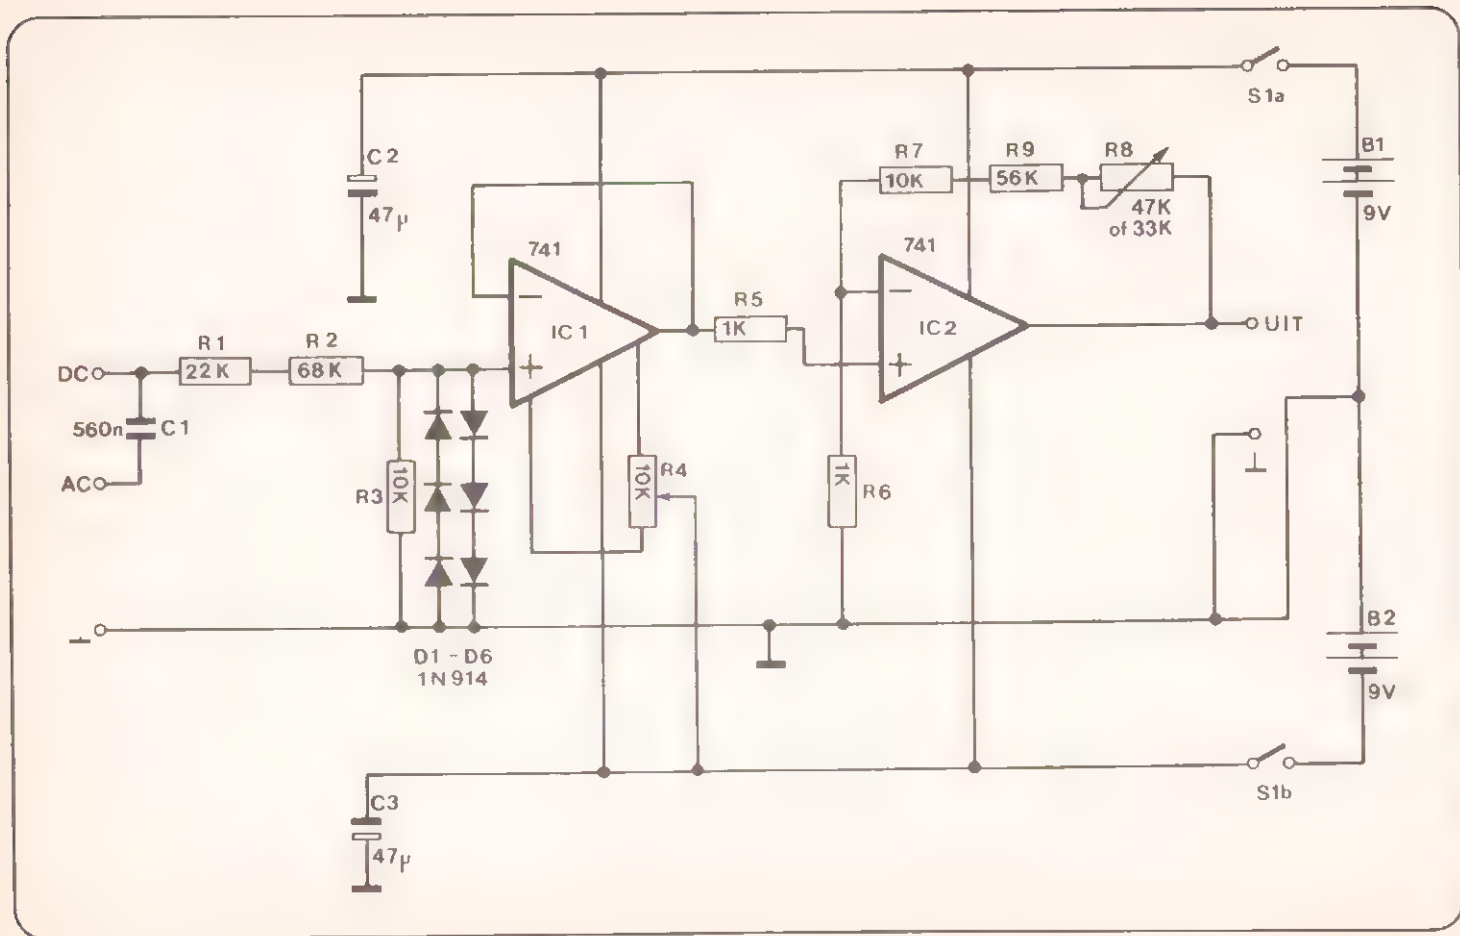 S1a
C2
47μ
R7
10K
R9
56K
R8
47K
of 33K
B1
9V
741
−
+
IC1
R5
1K
741
−
+
IC2
UIT
DC
R1
22K
R2
68K
560n
C1
AC
R3
10K
10K
R4
1K
R6
D1 - D6
1N914
B2
9V
C3
47μ
S1b